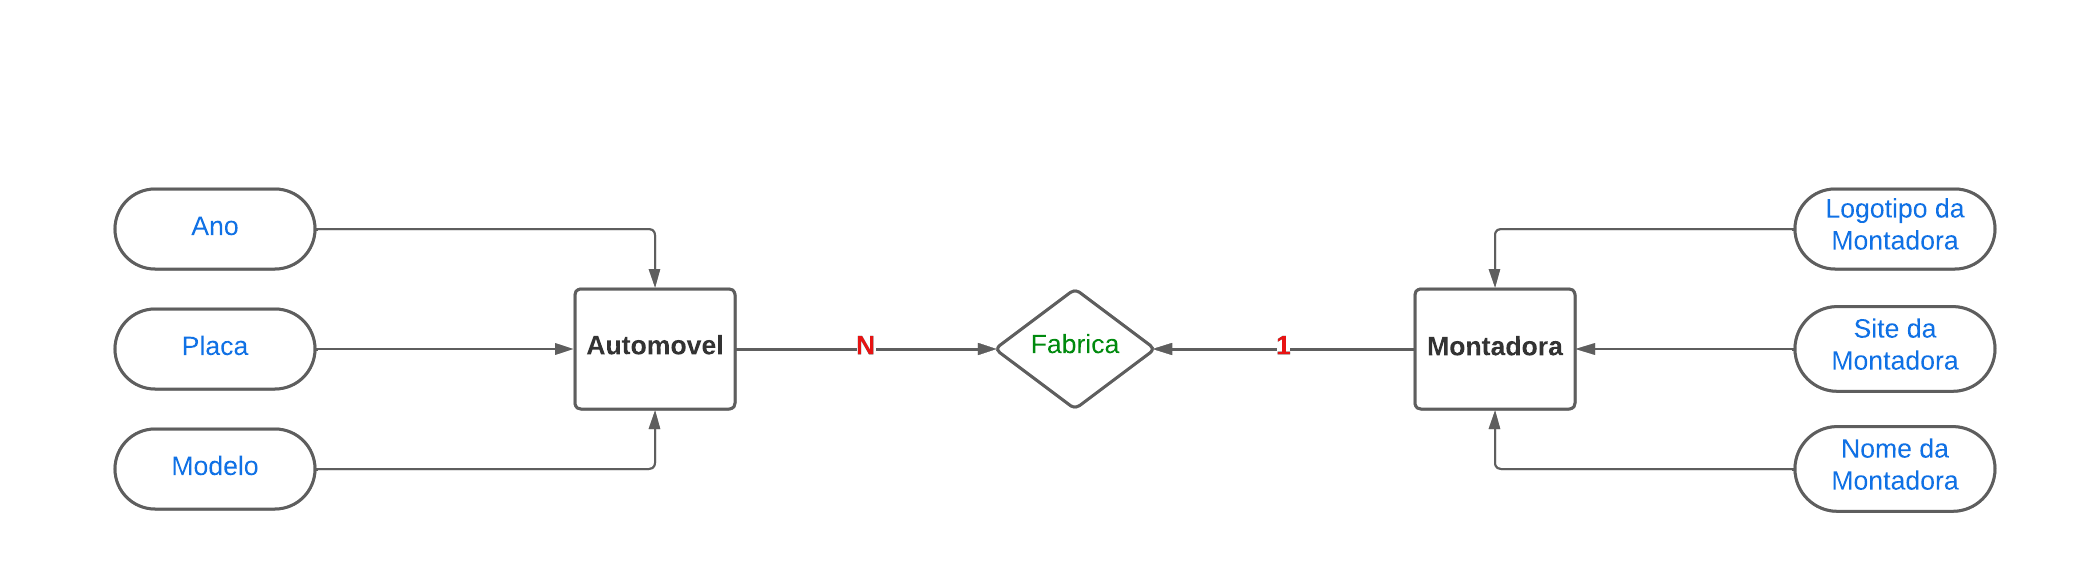 Ano
Placa
Modelo
Automovel
N
Fabrica
1
Montadora
Logotipo da
Montadora
Site da
Montadora
Nome da
Montadora